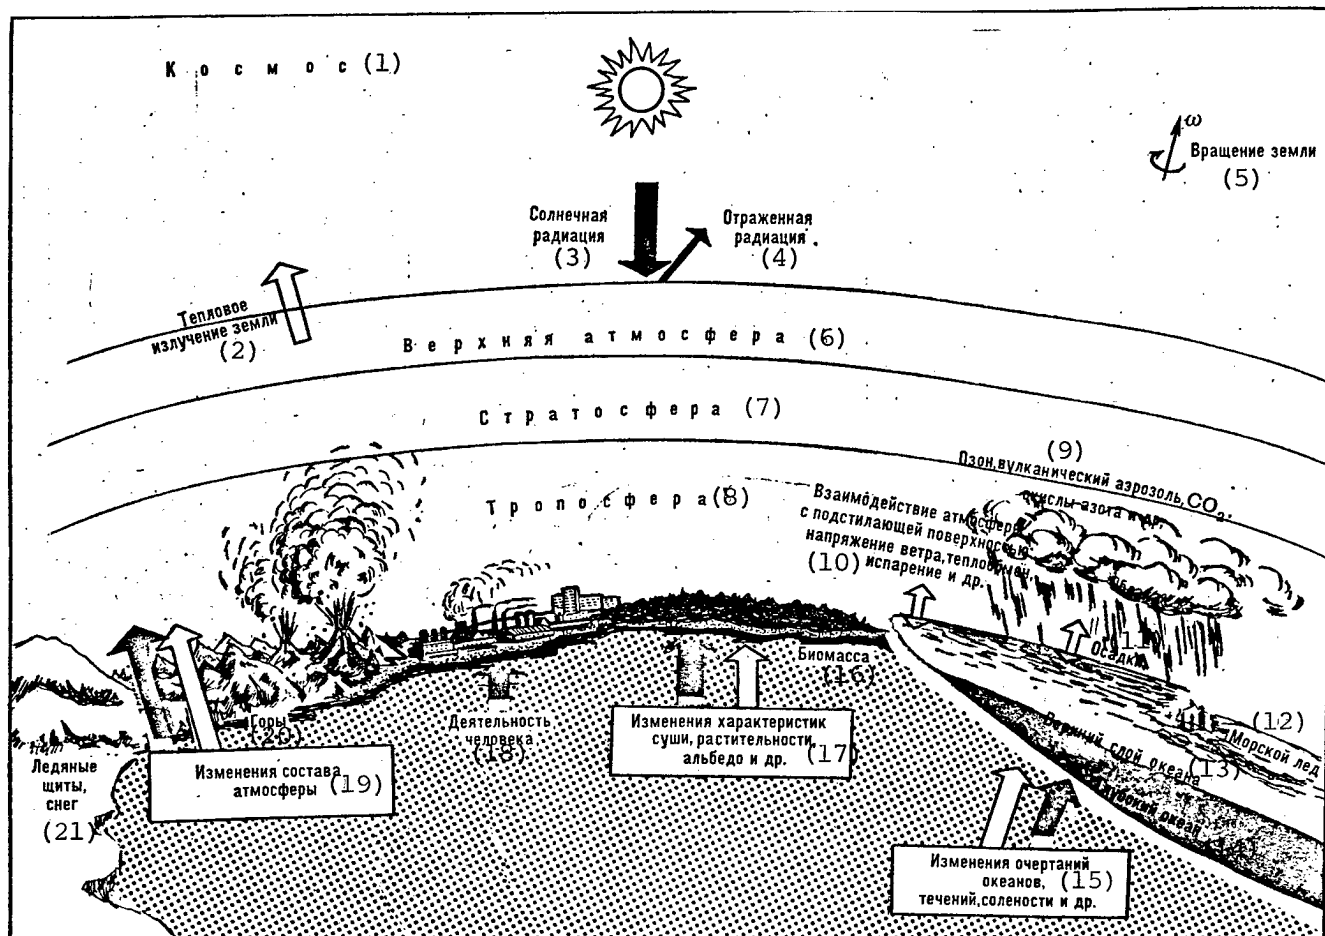 Космос (1)
ω
Вращение земли
(5)
Солнечная
радиация
(3)
Отраженная
радиация
(4)
Тепловое
излучение земли
(2)
Верхняя атмосфера (6)
Стратосфера (7)
(9)
Озон, вулканический аэрозоль, CO₂,
окислы азота и др.
Тропосфера (8)
Взаимодействие атмосферы
с подстилающей поверхностью
напряжение ветра, теплообмен,
(10) испарение и др.
Облачность
11
Осадки
Биомасса
(16)
(12)
Морской лед
Верхний слой океана
(13)
Глубокий океан
Горы
(20)
Деятельность
человека
(18)
Изменения характеристик
суши, растительности,
альбедо и др. (17)
Ледяные
щиты,
снег
(21)
Изменения состава
атмосферы (19)
Изменения очертаний
океанов, (15)
течений, солености и др.